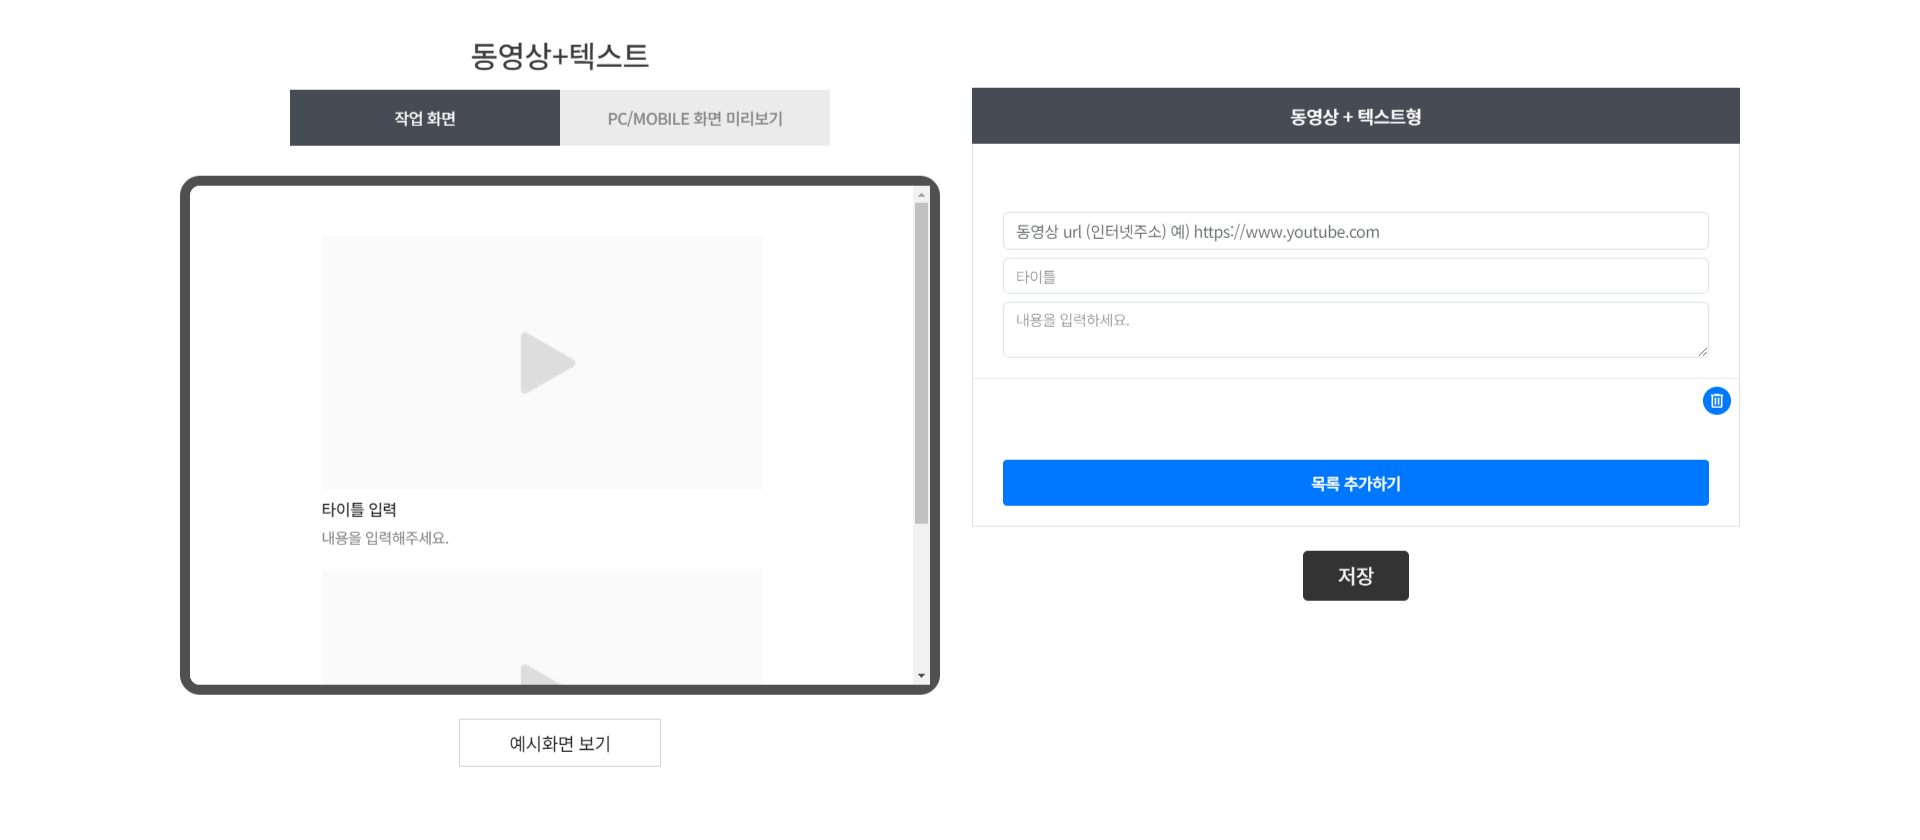 동영상+텍스트
작업 화면
PC/MOBILE 화면 미리보기
타이틀 입력
내용을 입력해주세요.
예시화면 보기
동영상 + 텍스트형
동영상 url (인터넷주소) 예) https://www.youtube.com
타이틀
내용을 입력하세요.
목록 추가하기
저장